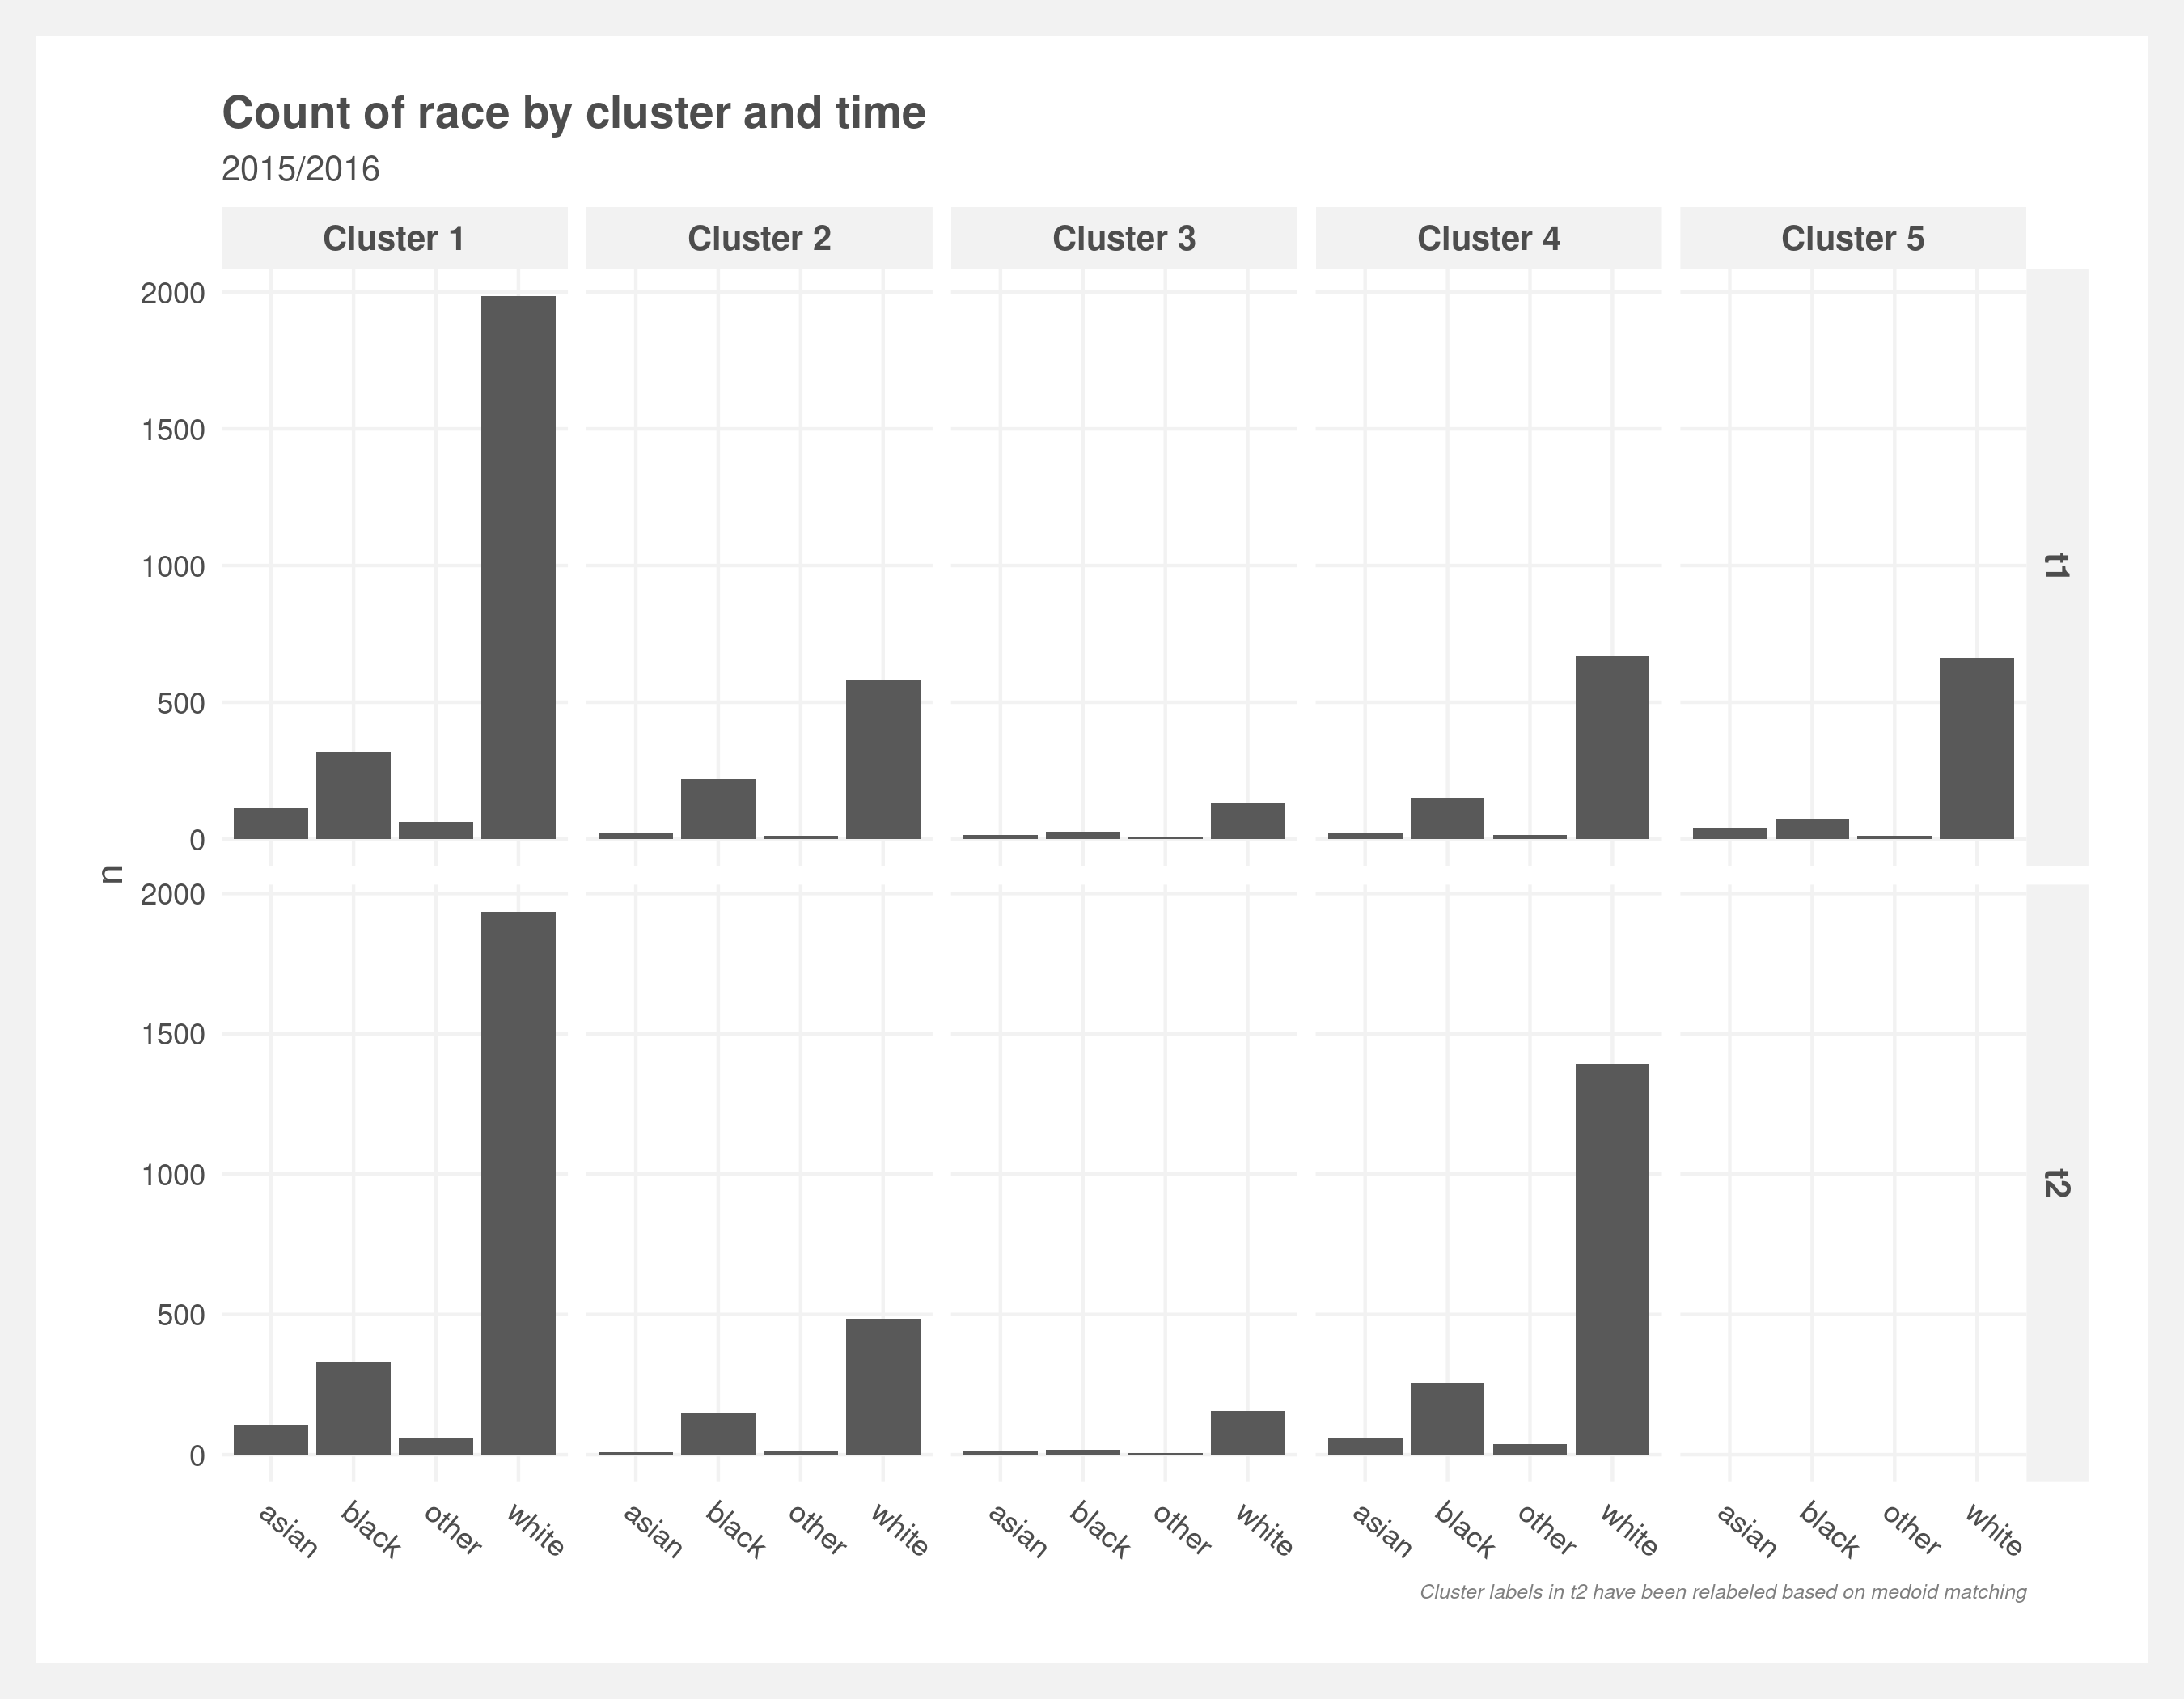 Count of race by cluster and time
2015/2016
Cluster 1 Cluster 2 Cluster 3 Cluster 4 Cluster 5
2000
1500
1000
500
0
t1
n
2000
1500
1000
500
0
t2
asian black other white asian black other white asian black other white asian black other white asian black other white
Cluster labels in t2 have been relabeled based on medoid matching